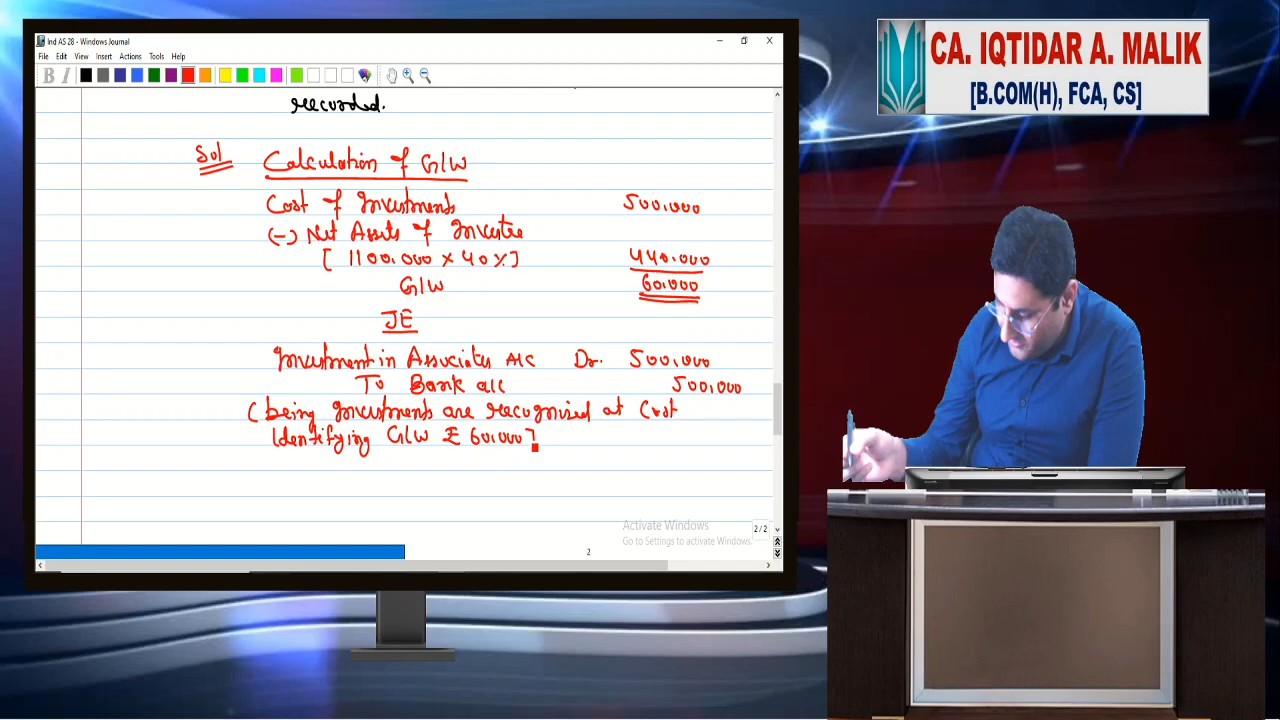 Ind AS 28 - Windows Journal
File Edit View Insert Actions Tools Help
B I
recorded.
Sol Calculation of G/W
Cost of Investments 500,000
(-) Net Assets of Investee
[ 1100,000 × 40% ] 440,000
G/W 60,000
JE
Investment in Associates A/c Dr. 500,000
To Bank a/c 500,000
( being Investments are recognised at Cost
Identifying G/W ₹ 60,000 )
Activate Windows
Go to Settings to activate Windows.
2/2
2
CA. IQTIDAR A. MALIK
[B.COM(H), FCA, CS]